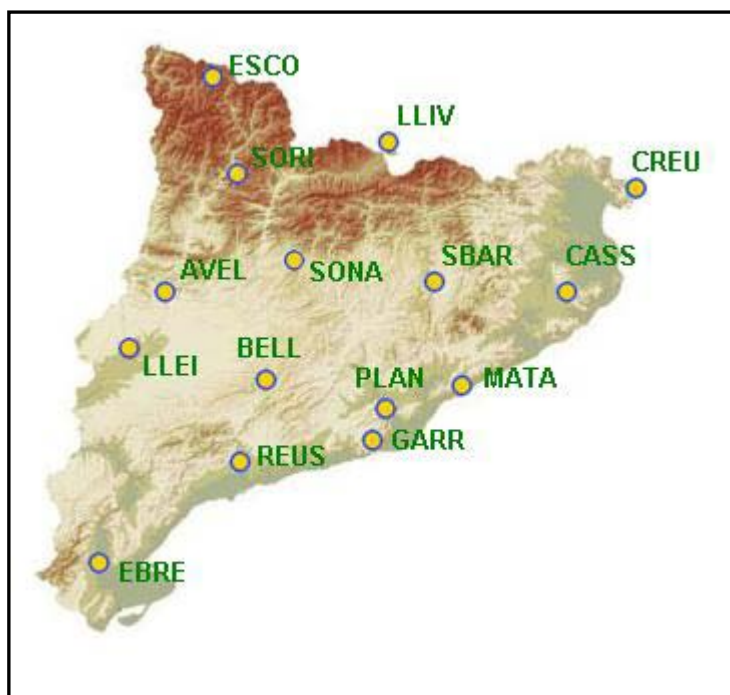 ESCO
LLIV
SORI
CREU
AVEL
SONA
SBAR
CASS
LLEI
BELL
PLAN
MATA
GARR
REUS
EBRE